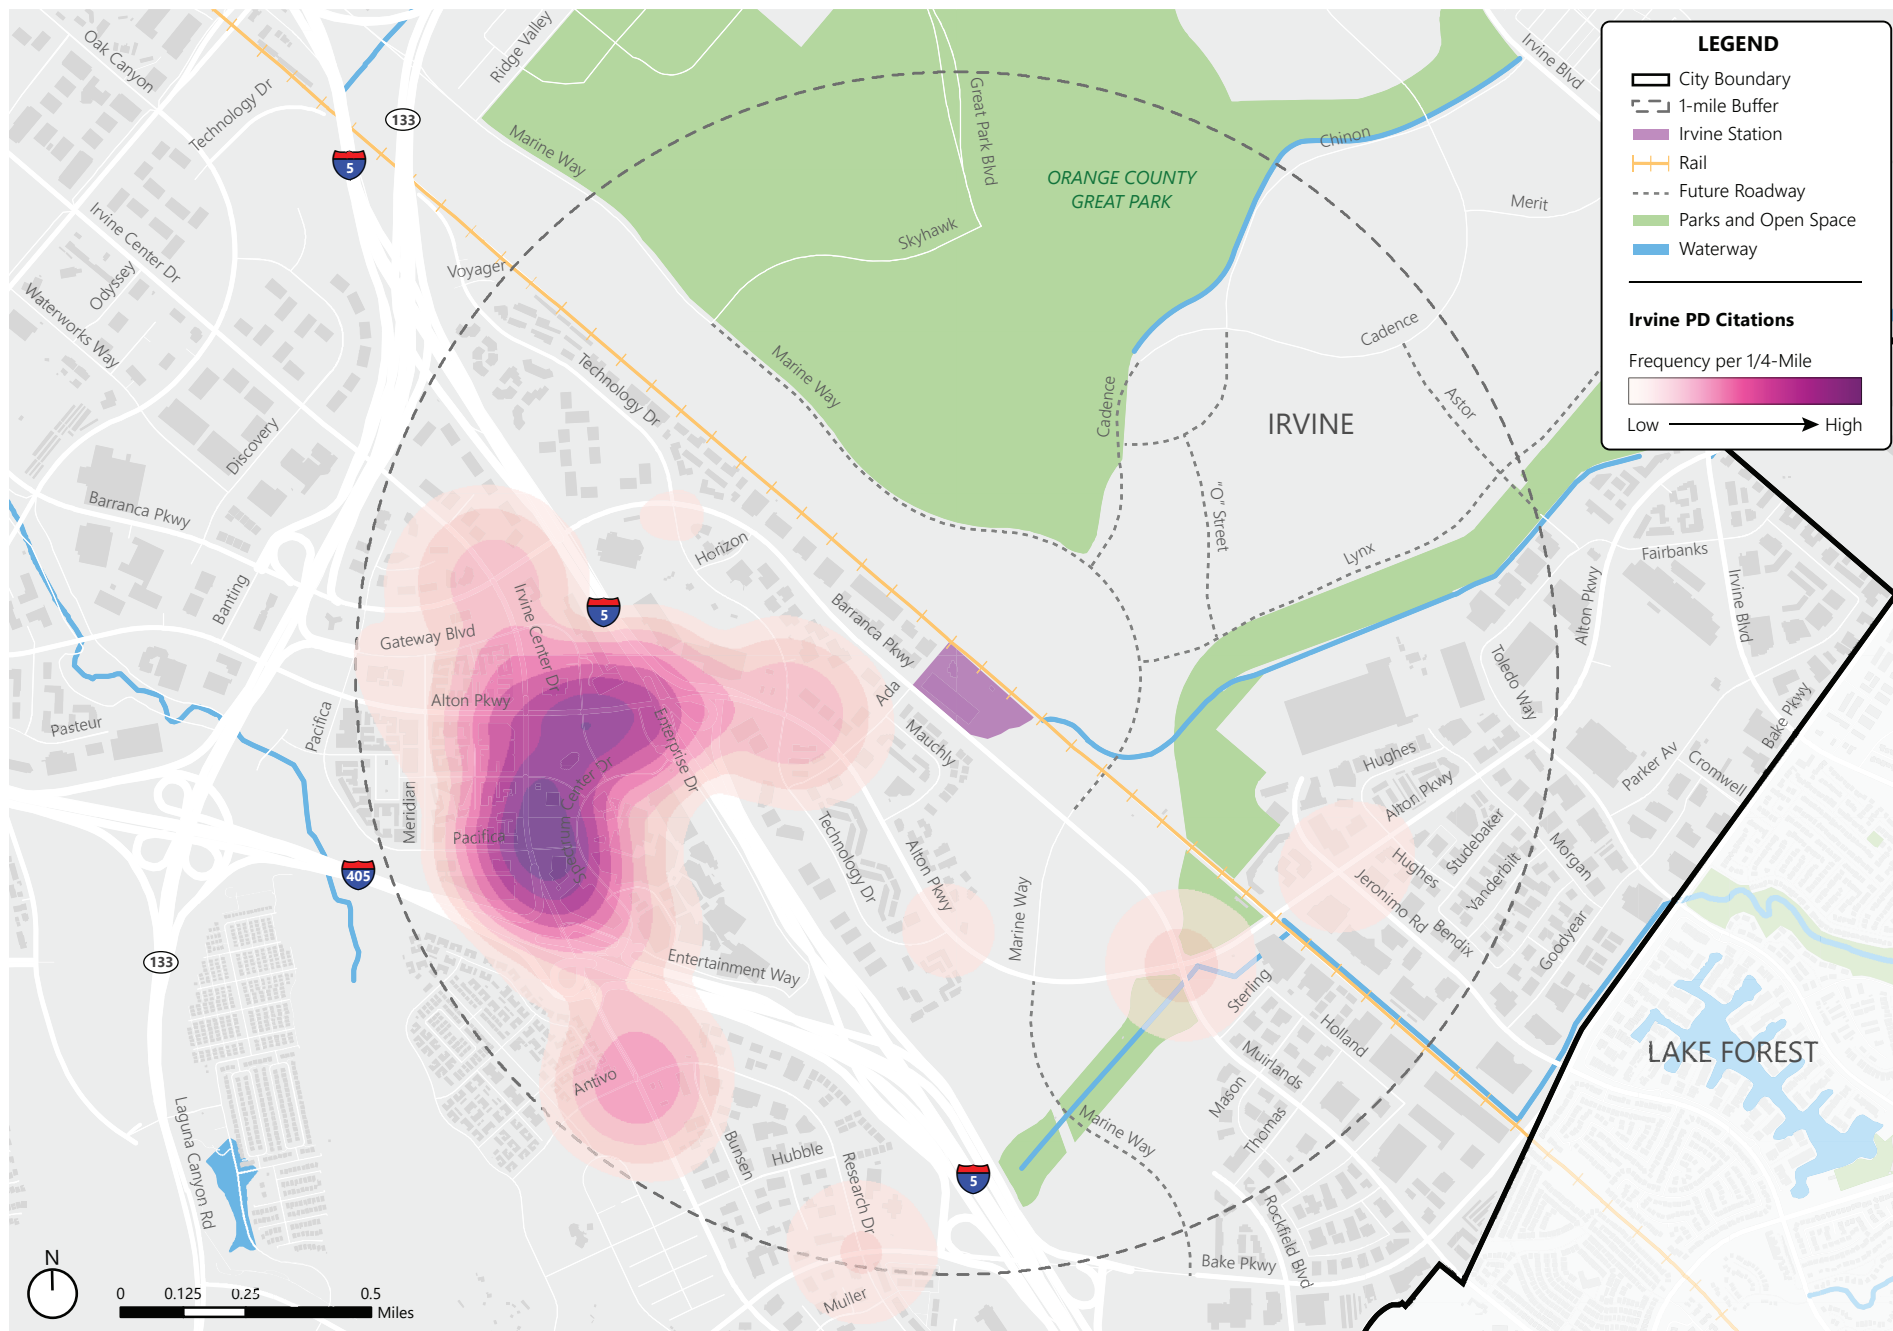 LEGEND
City Boundary
1-mile Buffer
Irvine Station
Rail
Future Roadway
Parks and Open Space
Waterway
Irvine PD Citations
Frequency per 1/4-Mile
Low
High
Oak Canyon
Technology Dr
Ridge Valley
133
5
Marine Way
Great Park Blvd
ORANGE COUNTY
GREAT PARK
Chinon
Irvine Blvd
Merit
Skyhawk
Irvine Center Dr
Odyssey
Voyager
Waterworks Way
Technology Dr
Marine Way
Cadence
Cadence
Astor
IRVINE
Discovery
Barranca Pkwy
"O" Street
Lynx
Horizon
Fairbanks
Irvine Blvd
Alton Pkwy
Banting
Irvine Center Dr
5
Barranca Pkwy
Gateway Blvd
Alton Pkwy
Ada
Toledo Way
Pasteur
Pacifica
Enterprise Dr
Mauchly
Bake Pkwy
Hughes
Parker Av
Cromwell
Alton Pkwy
Meridian
Pacifica
Center Dr
Technology Dr
Alton Pkwy
Studebaker
Morgan
Hughes
Vanderbilt
405
Jeronimo Rd
Bendix
Goodyear
Marine Way
133
Entertainment Way
Sterling
Holland
LAKE FOREST
Antivo
Muirlands
Mason
Thomas
Marine Way
Laguna Canyon Rd
Bunsen
Hubble
Research Dr
5
Rockfield Blvd
Bake Pkwy
Muller
N
0 0.125 0.25 0.5
Miles